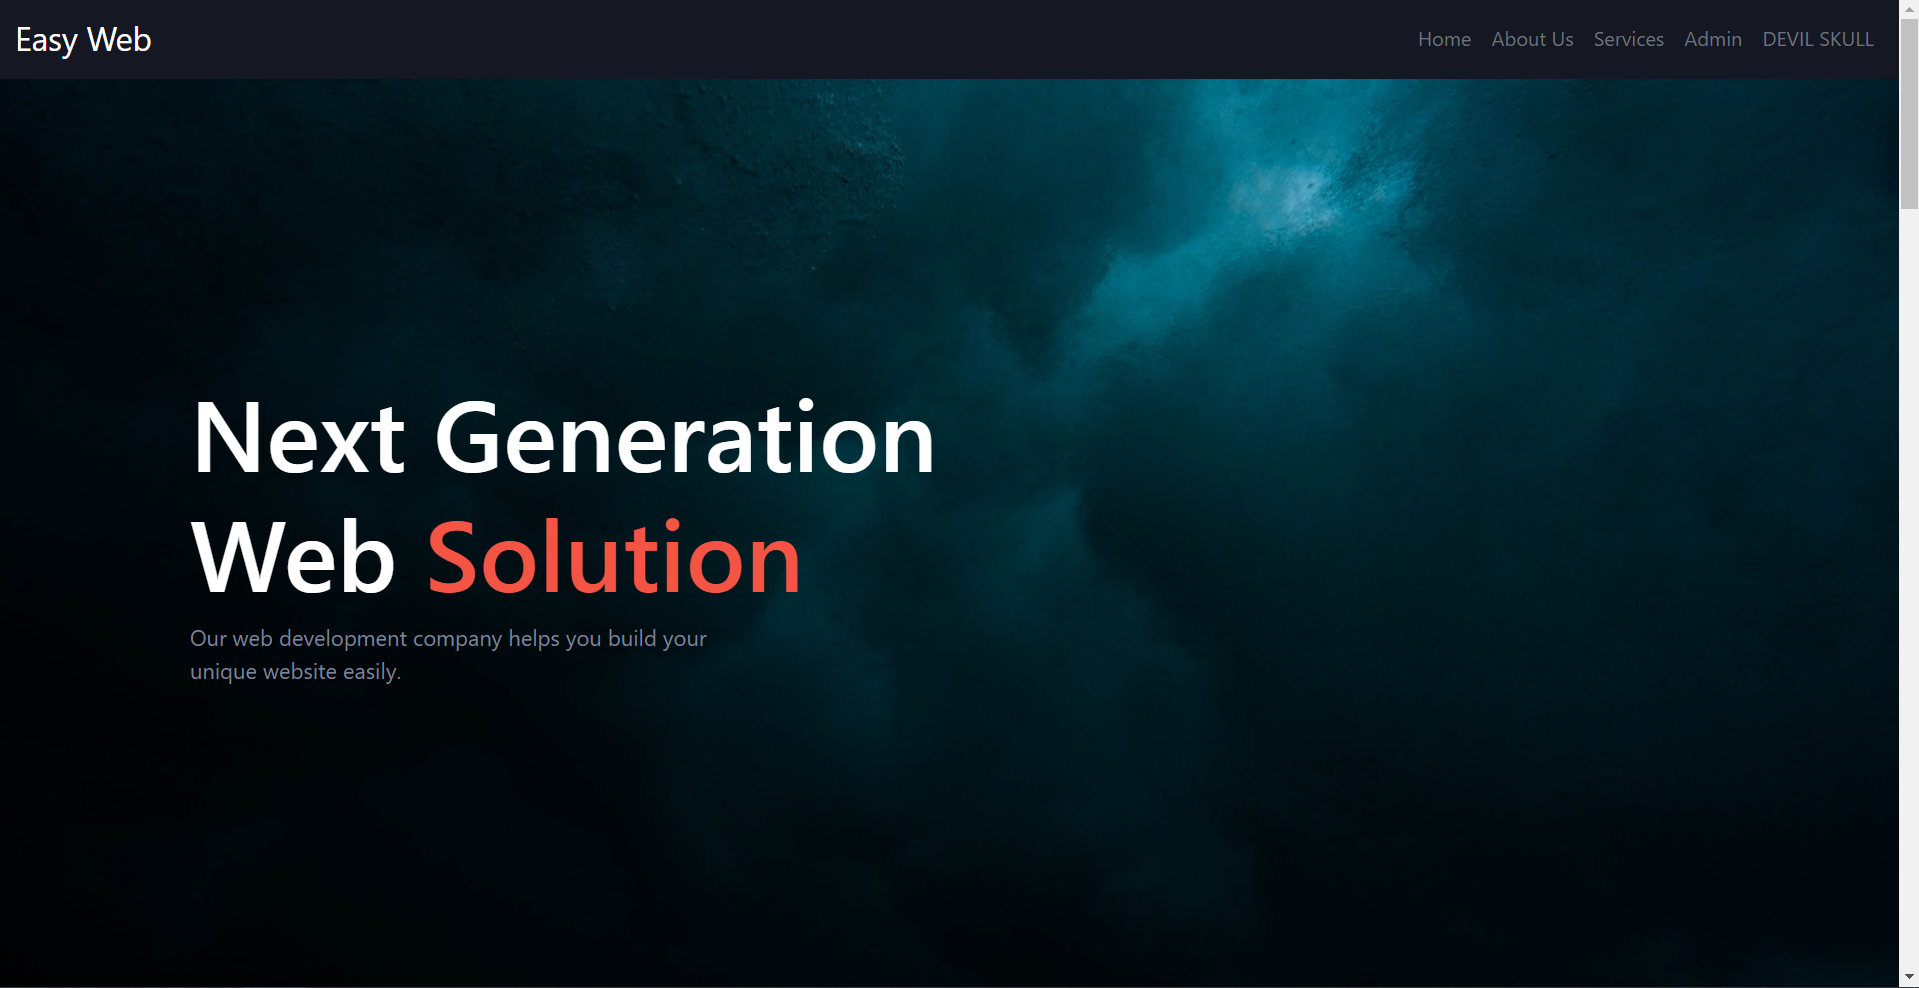 Easy Web
Home About Us Services Admin DEVIL SKULL
Next Generation
Web Solution
Our web development company helps you build your
unique website easily.